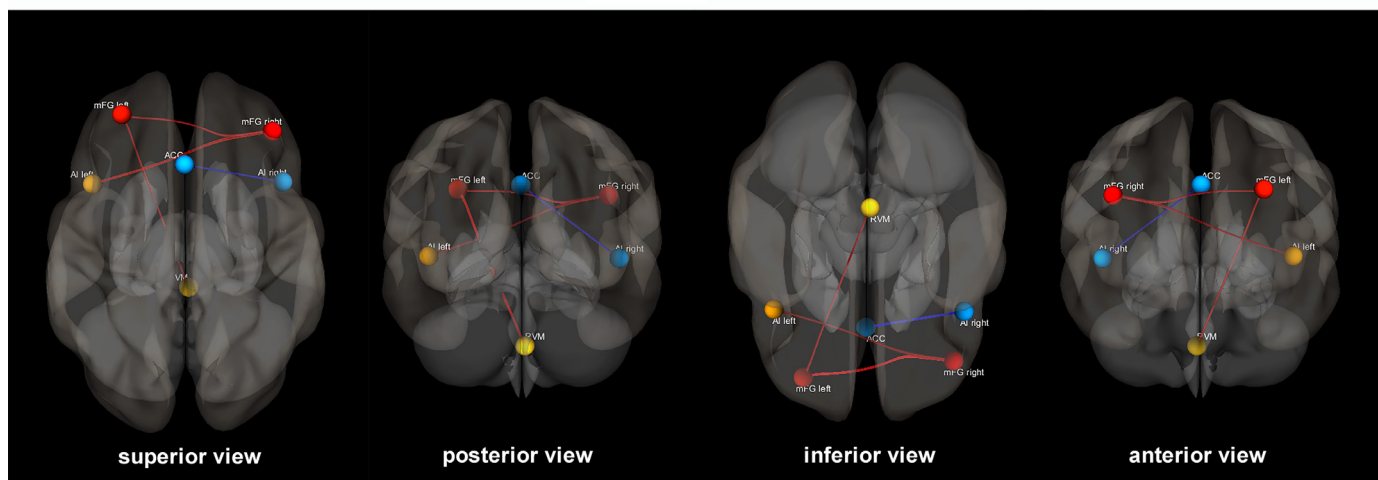 mFG left
mFG right
ACC
AI left
AI right
VM
superior view
mFG left
ACC
mFG right
AI left
AI right
RVM
posterior view
RVM
AI left
AI right
ACC
mFG right
mFG left
inferior view
ACC
mFG right
mFG left
AI right
AI left
RVM
anterior view